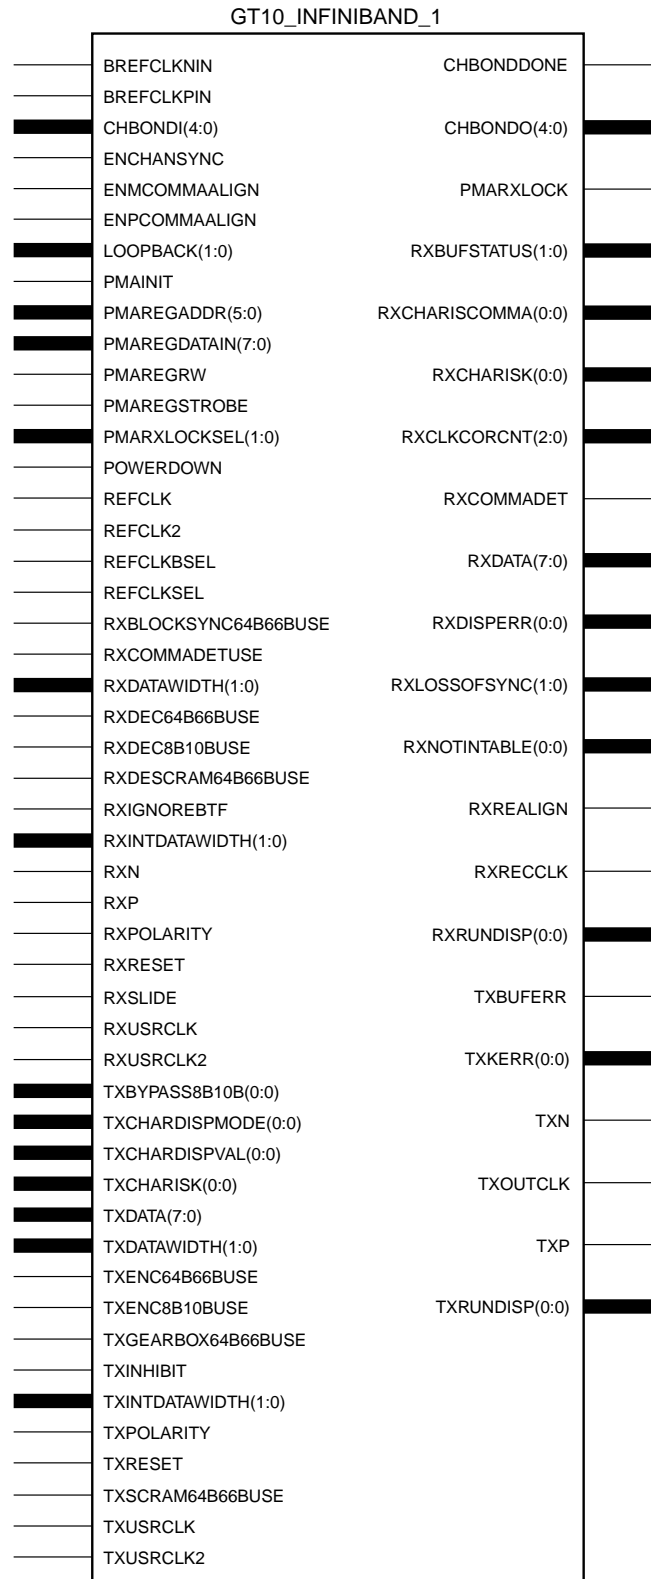 GT10_INFINIBAND_1
BREFCLKNIN
BREFCLKPIN
CHBONDI(4:0)
ENCHANSYNC
ENMCOMMAALIGN
ENPCOMMAALIGN
LOOPBACK(1:0)
PMAINIT
PMAREGADDR(5:0)
PMAREGDATAIN(7:0)
PMAREGRW
PMAREGSTROBE
PMARXLOCKSEL(1:0)
POWERDOWN
REFCLK
REFCLK2
REFCLKBSEL
REFCLKSEL
RXBLOCKSYNC64B66BUSE
RXCOMMADETUSE
RXDATAWIDTH(1:0)
RXDEC64B66BUSE
RXDEC8B10BUSE
RXDESCRAM64B66BUSE
RXIGNOREBTF
RXINTDATAWIDTH(1:0)
RXN
RXP
RXPOLARITY
RXRESET
RXSLIDE
RXUSRCLK
RXUSRCLK2
TXBYPASS8B10B(0:0)
TXCHARDISPMODE(0:0)
TXCHARDISPVAL(0:0)
TXCHARISK(0:0)
TXDATA(7:0)
TXDATAWIDTH(1:0)
TXENC64B66BUSE
TXENC8B10BUSE
TXGEARBOX64B66BUSE
TXINHIBIT
TXINTDATAWIDTH(1:0)
TXPOLARITY
TXRESET
TXSCRAM64B66BUSE
TXUSRCLK
TXUSRCLK2
CHBONDDONE
CHBONDO(4:0)
PMARXLOCK
RXBUFSTATUS(1:0)
RXCHARISCOMMA(0:0)
RXCHARISK(0:0)
RXCLKCORCNT(2:0)
RXCOMMADET
RXDATA(7:0)
RXDISPERR(0:0)
RXLOSSOFSYNC(1:0)
RXNOTINTABLE(0:0)
RXREALIGN
RXRECCLK
RXRUNDISP(0:0)
TXBUFERR
TXKERR(0:0)
TXN
TXOUTCLK
TXP
TXRUNDISP(0:0)